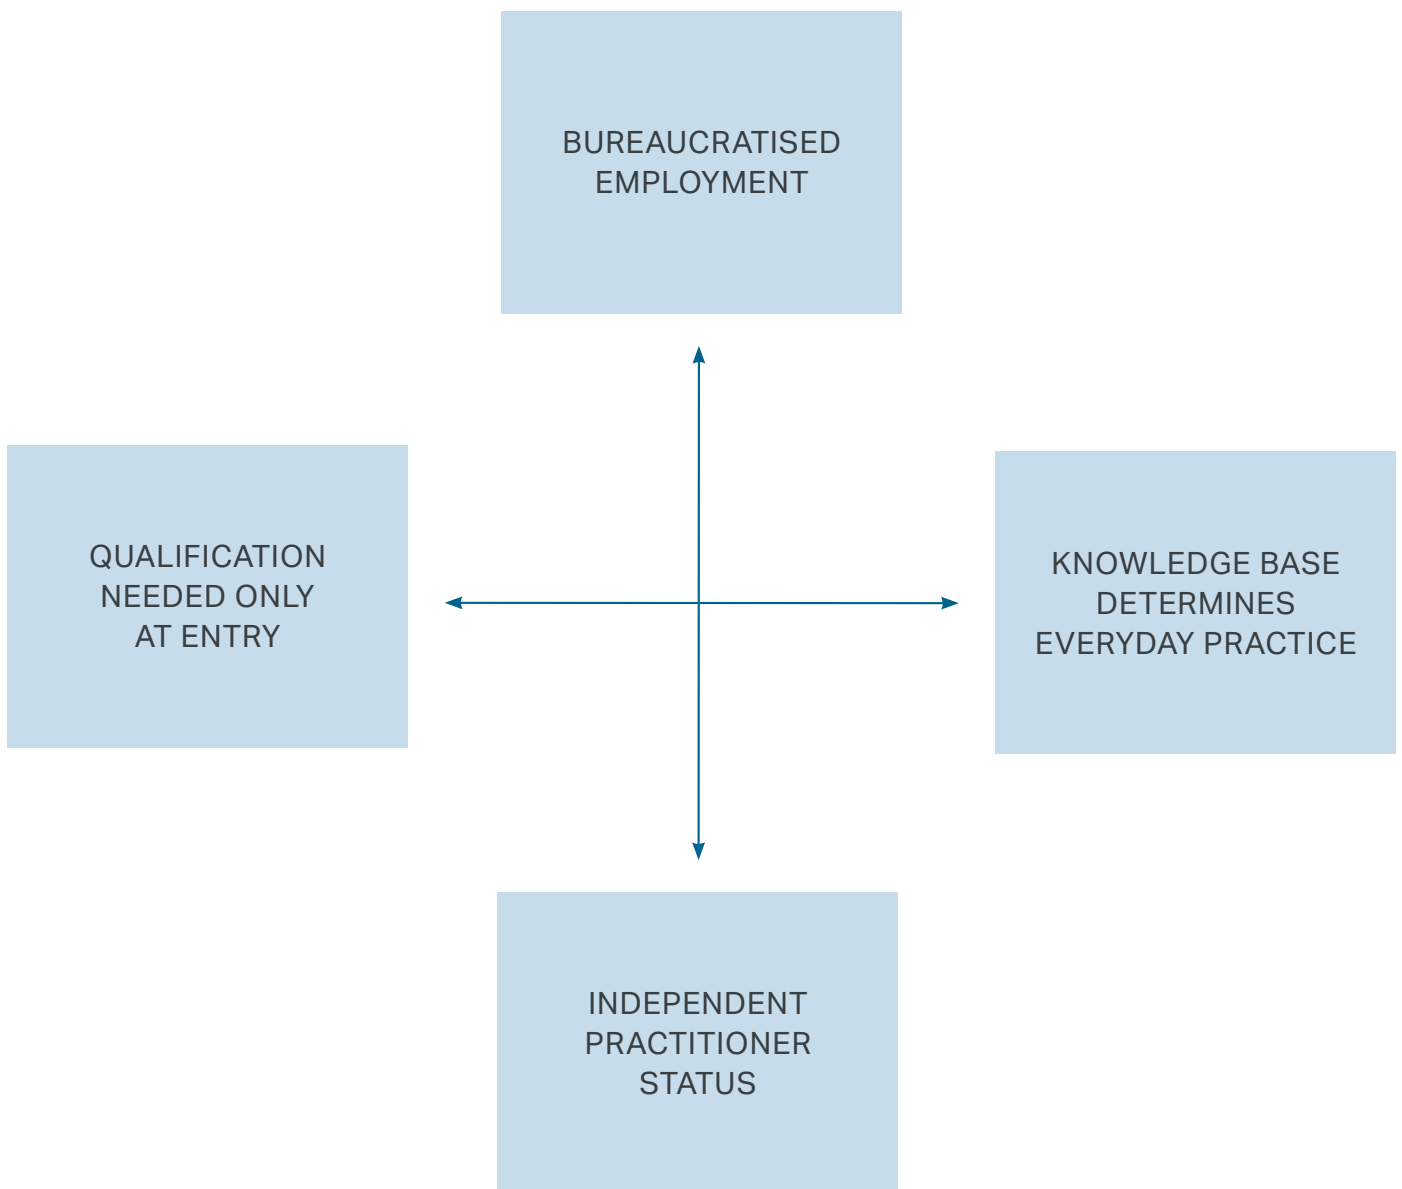 BUREAUCRATISED
EMPLOYMENT
QUALIFICATION
NEEDED ONLY
AT ENTRY
KNOWLEDGE BASE
DETERMINES
EVERYDAY PRACTICE
INDEPENDENT
PRACTITIONER
STATUS